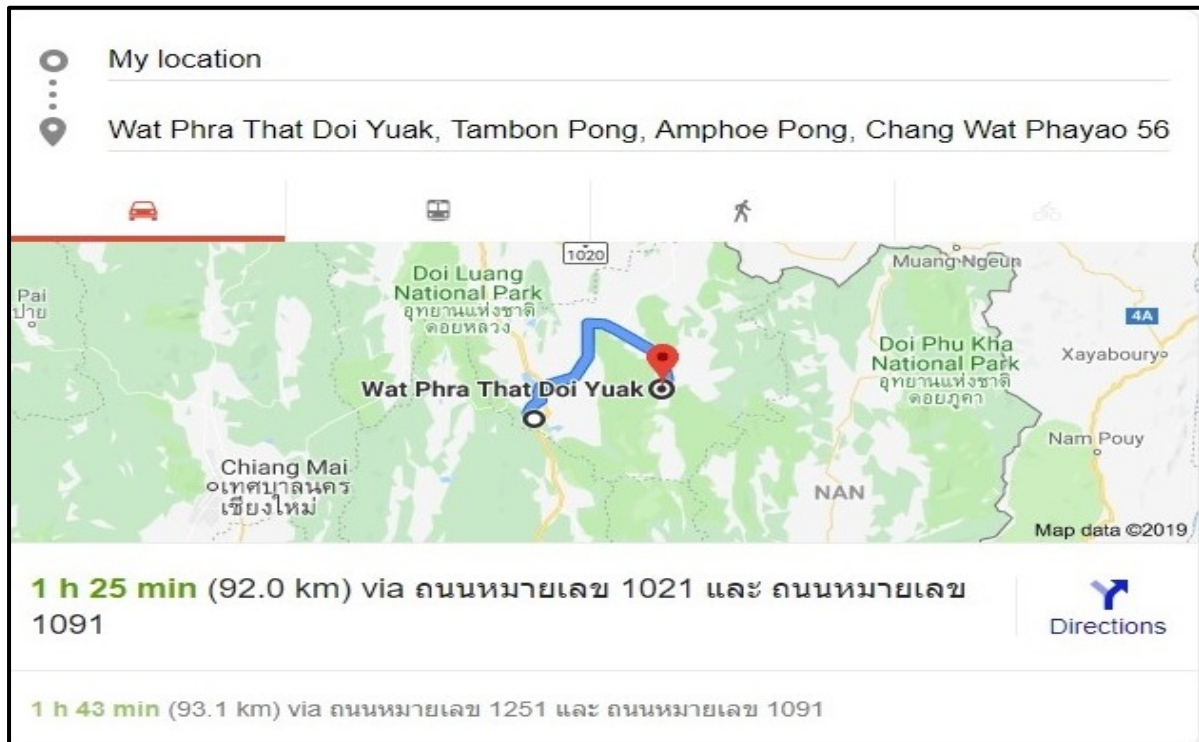 My location
Wat Phra That Doi Yuak, Tambon Pong, Amphoe Pong, Chang Wat Phayao 56
1020
Muang Ngeun
Doi Luang
National Park
อุทยานแห่งชาติ
ดอยหลวง
Pai
ปาย
4A
Doi Phu Kha
National Park
อุทยานแห่งชาติ
ดอยภูคา
Xayaboury
Wat Phra That Doi Yuak
Nam Pouy
Chiang Mai
เทศบาลนคร
เชียงใหม่
NAN
Map data ©2019
1 h 25 min (92.0 km) via ถนนหมายเลข 1021 และ ถนนหมายเลข
1091
Directions
1 h 43 min (93.1 km) via ถนนหมายเลข 1251 และ ถนนหมายเลข 1091